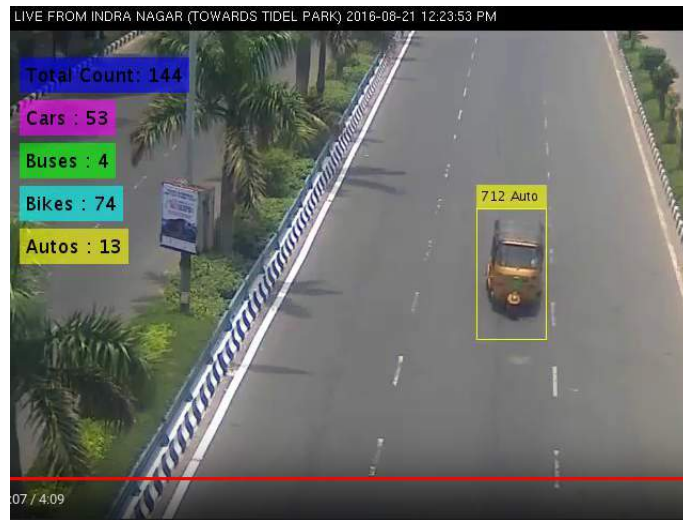 LIVE FROM INDRA NAGAR (TOWARDS TIDEL PARK) 2016-08-21 12:23:53 PM
Total Count: 144
Cars : 53
Buses : 4
Bikes : 74
Autos : 13
712 Auto
:07 / 4:09